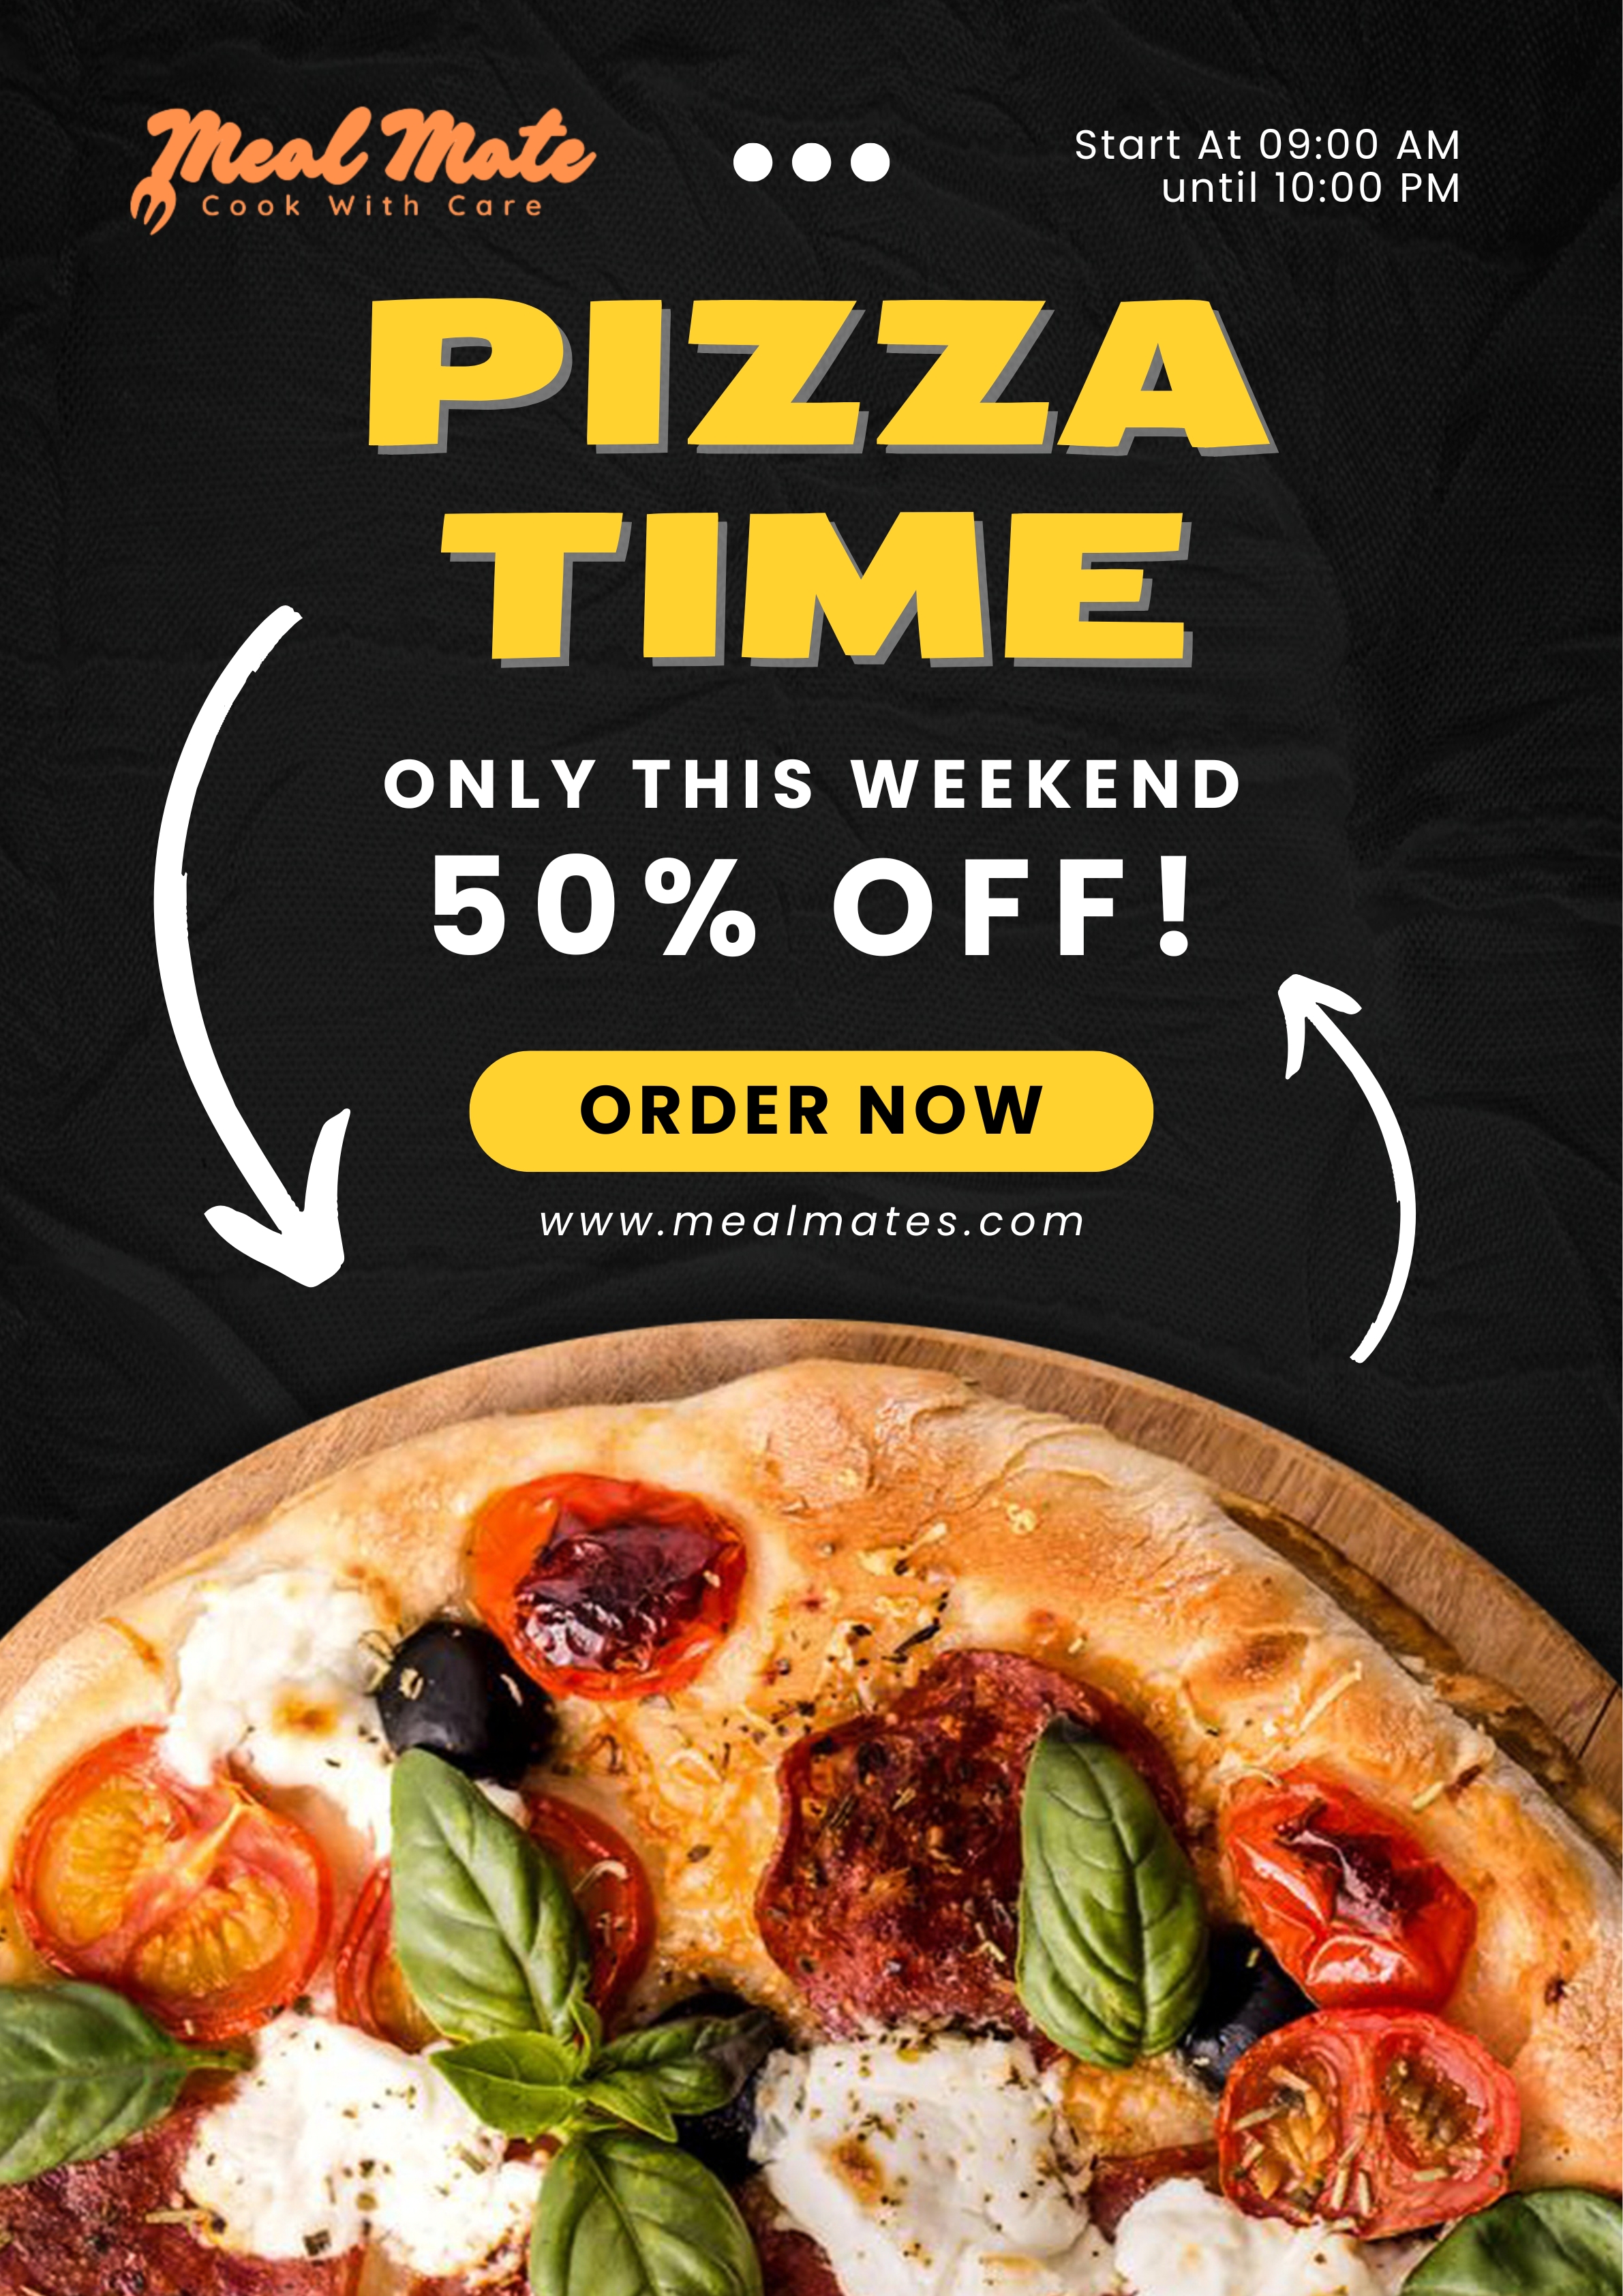 Meal Mate
Cook With Care
Start At 09:00 AM
until 10:00 PM
PIZZA
TIME
ONLY THIS WEEKEND
50% OFF!
ORDER NOW
www.mealmates.com